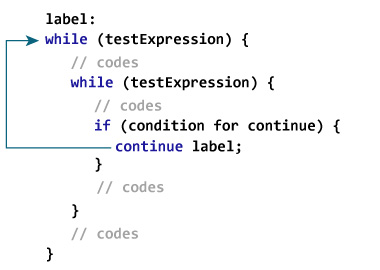 label:
while (testExpression) {
// codes
while (testExpression) {
// codes
if (condition for continue) {
continue label;
}
// codes
}
// codes
}